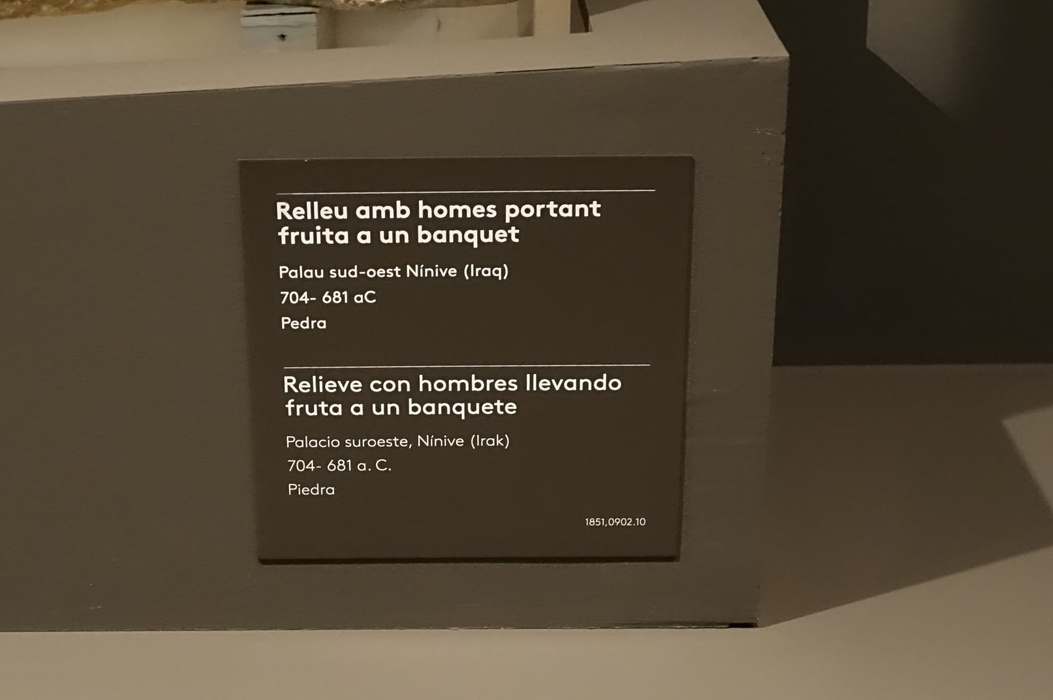 Relleu amb homes portant
fruita a un banquet
Palau sud-oest Nínive (Iraq)
704- 681 aC
Pedra
Relieve con hombres llevando
fruta a un banquete
Palacio suroeste, Nínive (Irak)
704- 681 a. C.
Piedra
1851,0902.10